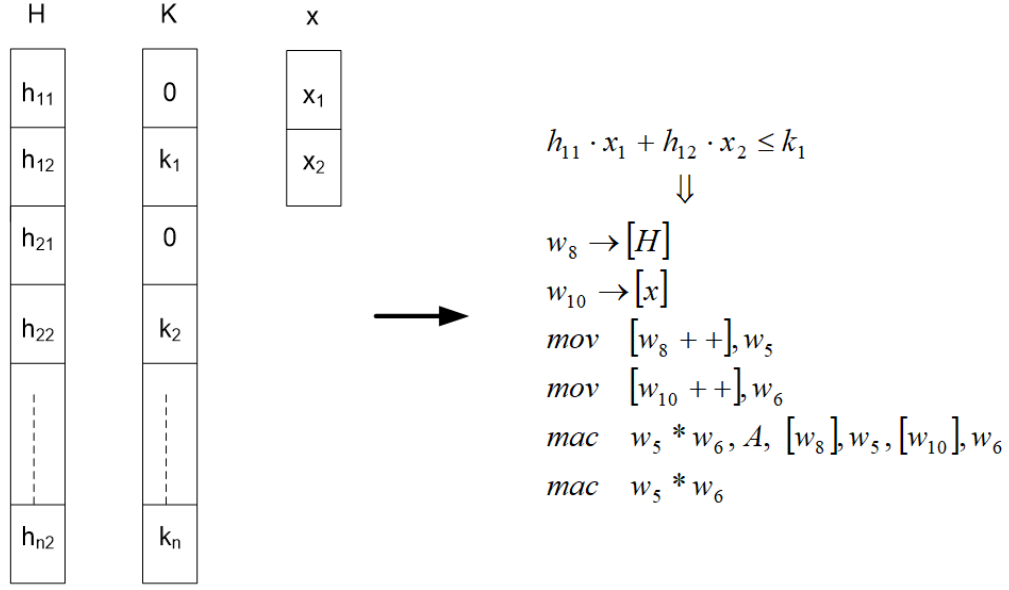 H K x
h₁₁ 0 x₁
h₁₂ k₁ x₂
h₂₁ 0
h₂₂ k₂
hₙ₂ kₙ
h₁₁ · x₁ + h₁₂ · x₂ ≤ k₁
⇓
w₈ → [H]
w₁₀ → [x]
mov [w₈ + +], w₅
mov [w₁₀ + +], w₆
mac w₅ * w₆, A, [w₈], w₅, [w₁₀], w₆
mac w₅ * w₆